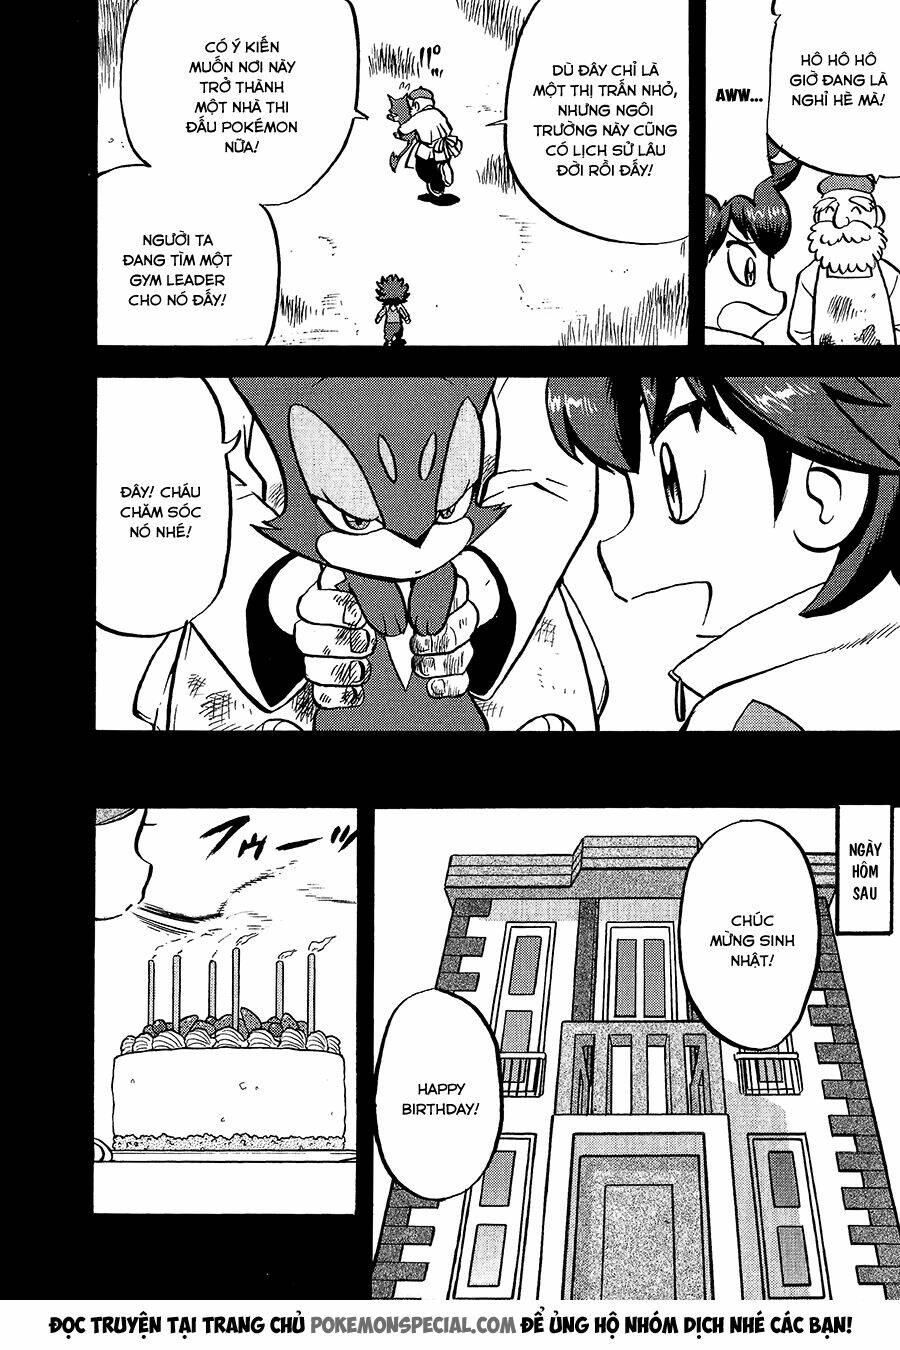 HÔ HÔ HÔ
GIỜ ĐANG LÀ
NGHỈ HÈ MÀ!
AWW...
DÙ ĐÂY CHỈ LÀ
MỘT THỊ TRẤN NHỎ,
NHƯNG NGÔI
TRƯỜNG NÀY CŨNG
CÓ LỊCH SỬ LÂU
ĐỜI RỒI ĐẤY!
CÓ Ý KIẾN
MUỐN NƠI NÀY
TRỞ THÀNH
MỘT NHÀ THI
ĐẤU POKÉMON
NỮA!
NGƯỜI TA
ĐANG TÌM MỘT
GYM LEADER
CHO NÓ ĐẤY!
ĐÂY! CHÁU
CHĂM SÓC
NÓ NHÉ!
NGÀY
HÔM
SAU
CHÚC
MỪNG SINH
NHẬT!
HAPPY
BIRTHDAY!
フゥーッ
ĐỌC TRUYỆN TẠI TRANG CHỦ POKEMONSPECIAL.COM ĐỂ ỦNG HỘ NHÓM DỊCH NHÉ CÁC BẠN!